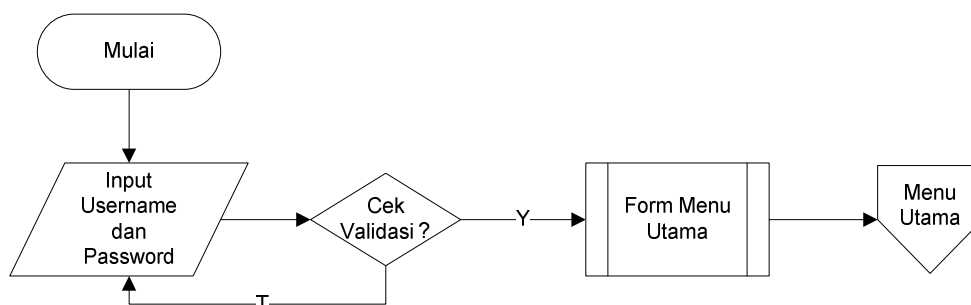 Mulai
Input
Username
dan
Password
Cek
Validasi ?
Y
T
Form Menu
Utama
Menu
Utama